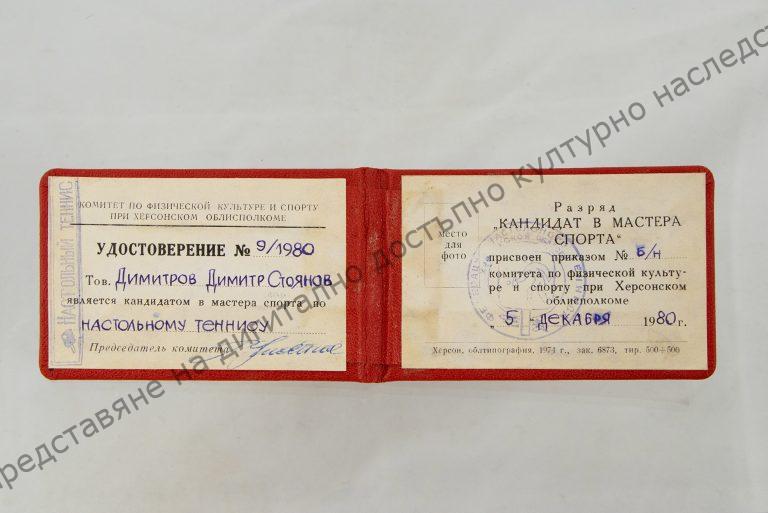 НАСТОЛЬНЫЙ ТЕННИС
КОМИТЕТ ПО ФИЗИЧЕСКОЙ КУЛЬТУРЕ И СПОРТУ
ПРИ ХЕРСОНСКОМ ОБЛИСПОЛКОМЕ
УДОСТОВЕРЕНИЕ № 9/1980
Тов. Димитров Димитр Стоянов
является кандидатом в мастера спорта по
настольному теннису
Председатель комитета
место
для
фото
Разряд
„КАНДИДАТ В МАСТЕРА
СПОРТА“
присвоен приказом № б/н
комитета по физической культу-
ре и спорту при Херсонском
облисполкоме
„5 „ декабря 1980 г.
Херсон, облтипография, 1974 г., зак. 6873, тир. 500+500
представяне на дигитално достъпно културно наследст